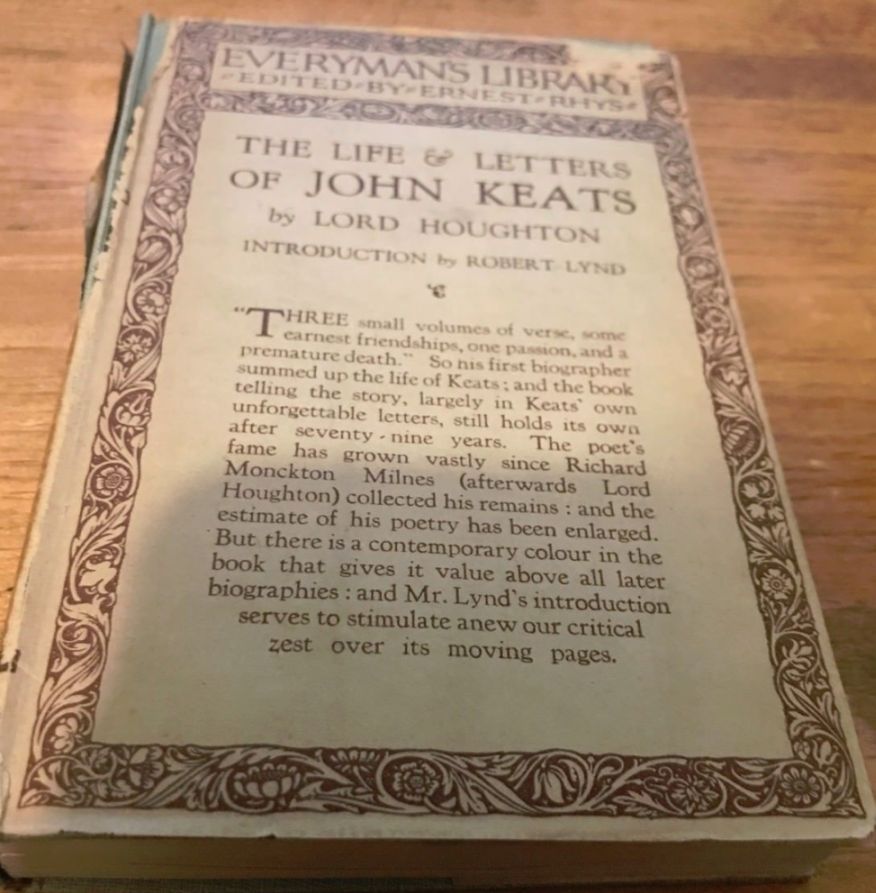 EVERYMAN'S LIBRARY
EDITED BY ERNEST RHYS
THE LIFE & LETTERS
OF JOHN KEATS
by LORD HOUGHTON
INTRODUCTION by ROBERT LYND
"THREE small volumes of verse, some
earnest friendships, one passion, and a
premature death." So his first biographer
summed up the life of Keats; and the book
telling the story, largely in Keats' own
unforgettable letters, still holds its own
after seventy-nine years. The poet's
fame has grown vastly since Richard
Monckton Milnes (afterwards Lord
Houghton) collected his remains: and the
estimate of his poetry has been enlarged.
But there is a contemporary colour in the
book that gives it value above all later
biographies: and Mr. Lynd's introduction
serves to stimulate anew our critical
zest over its moving pages.